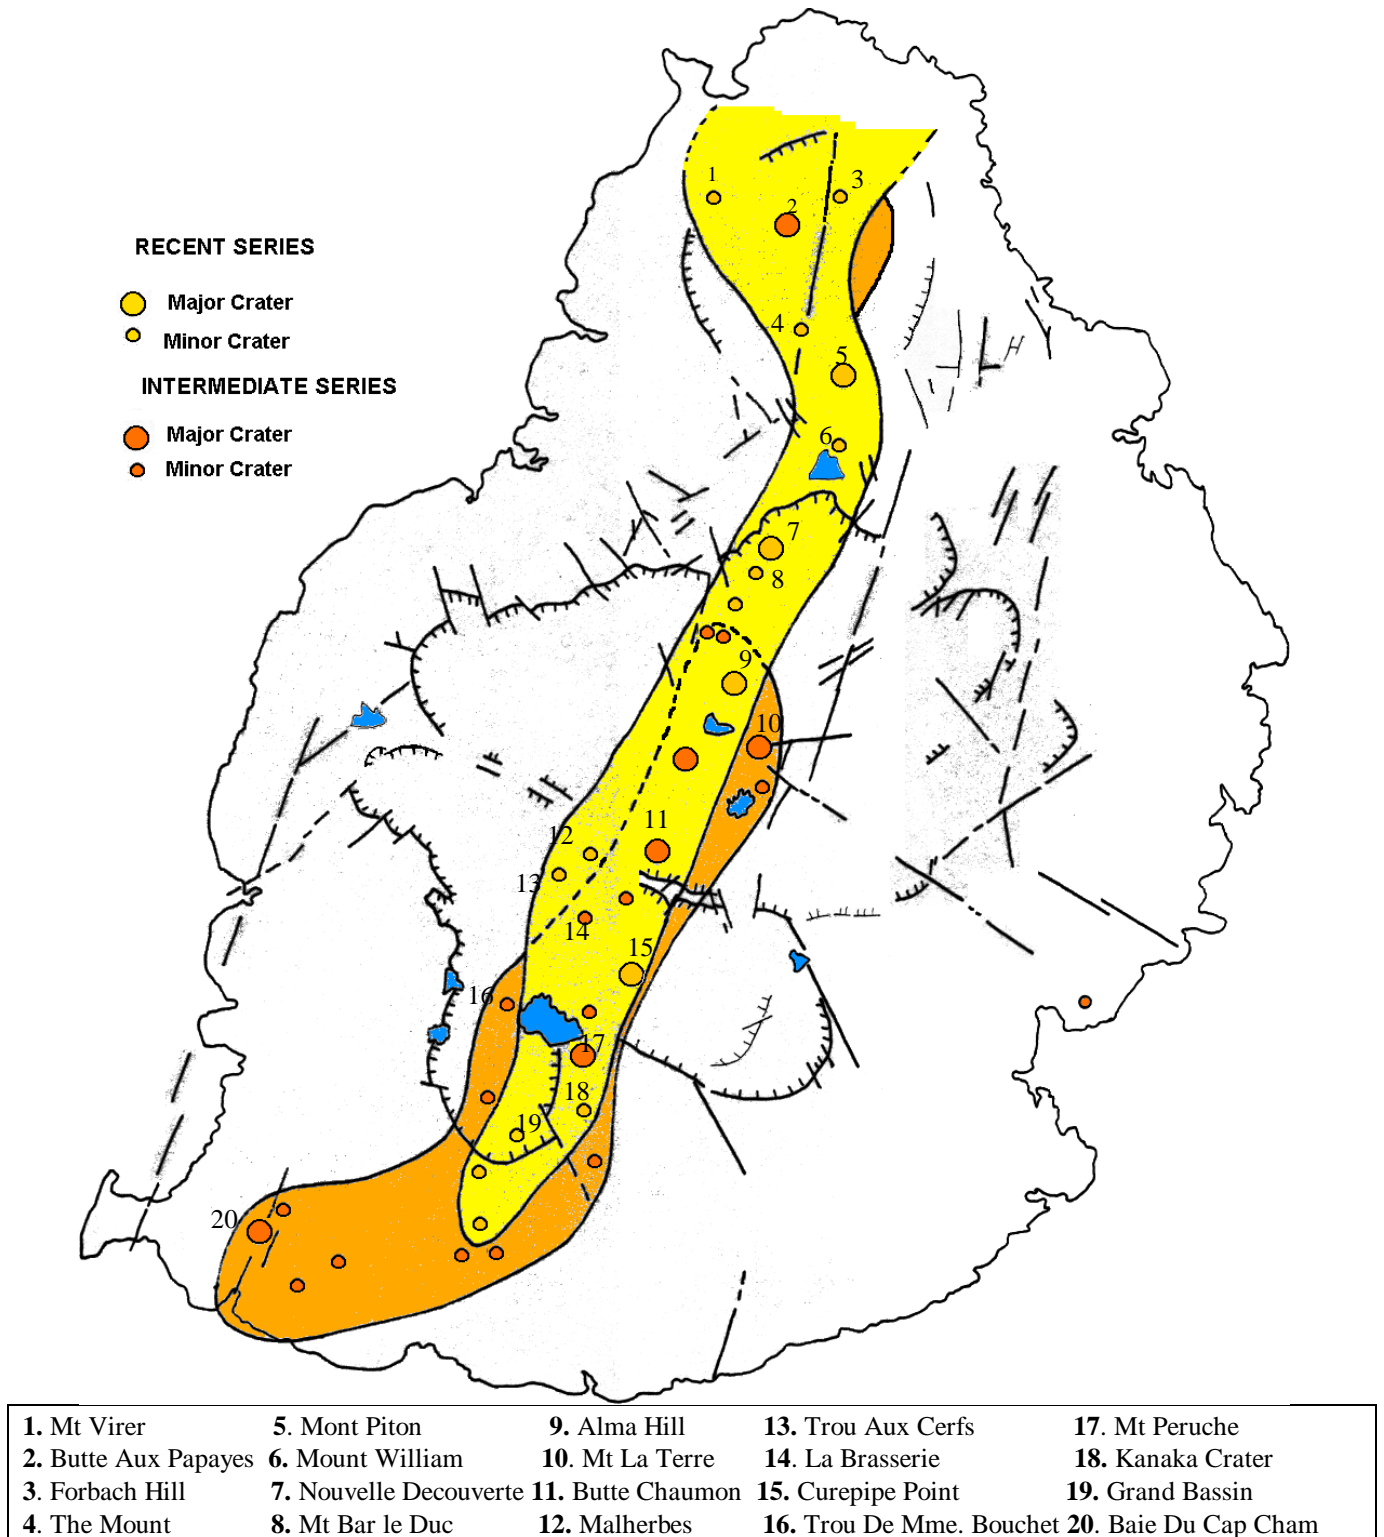 1
3
2
RECENT SERIES
Major Crater
4
Minor Crater
5
INTERMEDIATE SERIES
Major Crater
6
Minor Crater
7
8
9
10
11
12
13
14
15
16
17
18
19
20
1. Mt Virer 5. Mont Piton 9. Alma Hill 13. Trou Aux Cerfs 17. Mt Peruche
2. Butte Aux Papayes 6. Mount William 10. Mt La Terre 14. La Brasserie 18. Kanaka Crater
3. Forbach Hill 7. Nouvelle Decouverte 11. Butte Chaumon 15. Curepipe Point 19. Grand Bassin
4. The Mount 8. Mt Bar le Duc 12. Malherbes 16. Trou De Mme. Bouchet 20. Baie Du Cap Cham